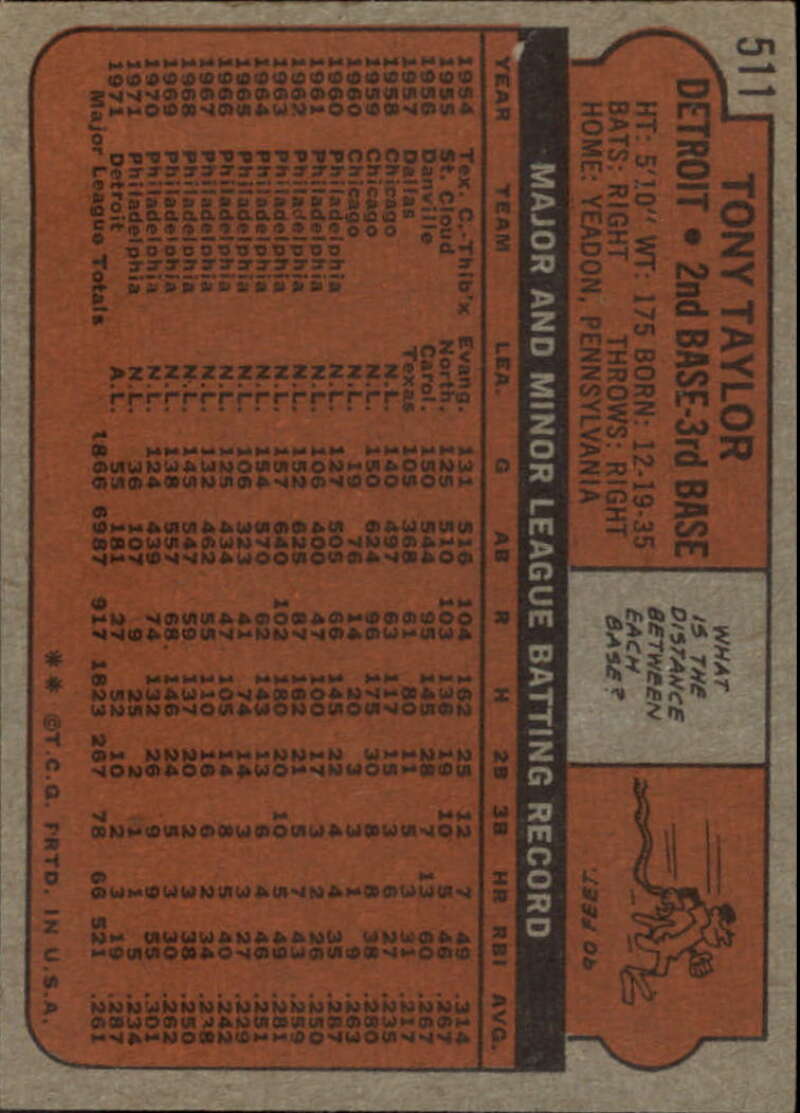 511
TONY TAYLOR
DETROIT • 2nd BASE-3rd BASE
HT: 5'10" WT: 175 BORN: 12-19-35
BATS: RIGHT THROWS: RIGHT
HOME: YEADON, PENNSYLVANIA
WHAT
IS THE
DISTANCE
BETWEEN
EACH
BASE?
90 FEET.
MAJOR AND MINOR LEAGUE BATTING RECORD
YEAR TEAM LEA. G AB R H 2B 3B HR RBI AVG.
1954 Tex. C.-Thib'x Evang. 131 516 104 162 25 12 7 49 .314
1955 St. Cloud North. 125 510 103 136 19 10 5 46 .267
1956 Danville Carol. 150 544 95 145 28 7 13 60 .267
1957 Dallas Texas 105 368 61 80 11 5 3 31 .217
1958 Chicago N.L. 140 497 63 117 15 3 6 27 .235
1959 Chicago N.L. 150 624 96 175 30 8 8 38 .280
1960 Chicago N.L. 19 76 14 20 3 3 1 9 .263
1960 Philadelphia N.L. 127 505 66 145 22 4 4 35 .287
1961 Philadelphia N.L. 106 400 47 100 17 3 2 26 .250
1962 Philadelphia N.L. 152 625 87 162 21 5 7 43 .259
1963 Philadelphia N.L. 157 640 102 180 20 10 5 49 .281
1964 Philadelphia N.L. 154 570 62 143 13 6 4 46 .251
1965 Philadelphia N.L. 106 323 41 74 14 3 3 27 .229
1966 Philadelphia N.L. 125 434 47 105 14 8 5 40 .242
1967 Philadelphia N.L. 132 462 55 110 16 6 2 34 .238
1968 Philadelphia N.L. 145 547 59 137 20 2 3 38 .250
1969 Philadelphia N.L. 138 557 68 146 24 5 3 30 .262
1970 Philadelphia N.L. 124 439 74 132 26 9 9 55 .301
1971 Philadelphia N.L. 36 107 9 25 2 1 1 5 .234
1971 Detroit A.L. 55 181 27 52 10 2 3 19 .287
Major League Totals 1866 6987 917 1823 267 78 66 521 .261
** ©T.C.G. PRTD. IN U.S.A.